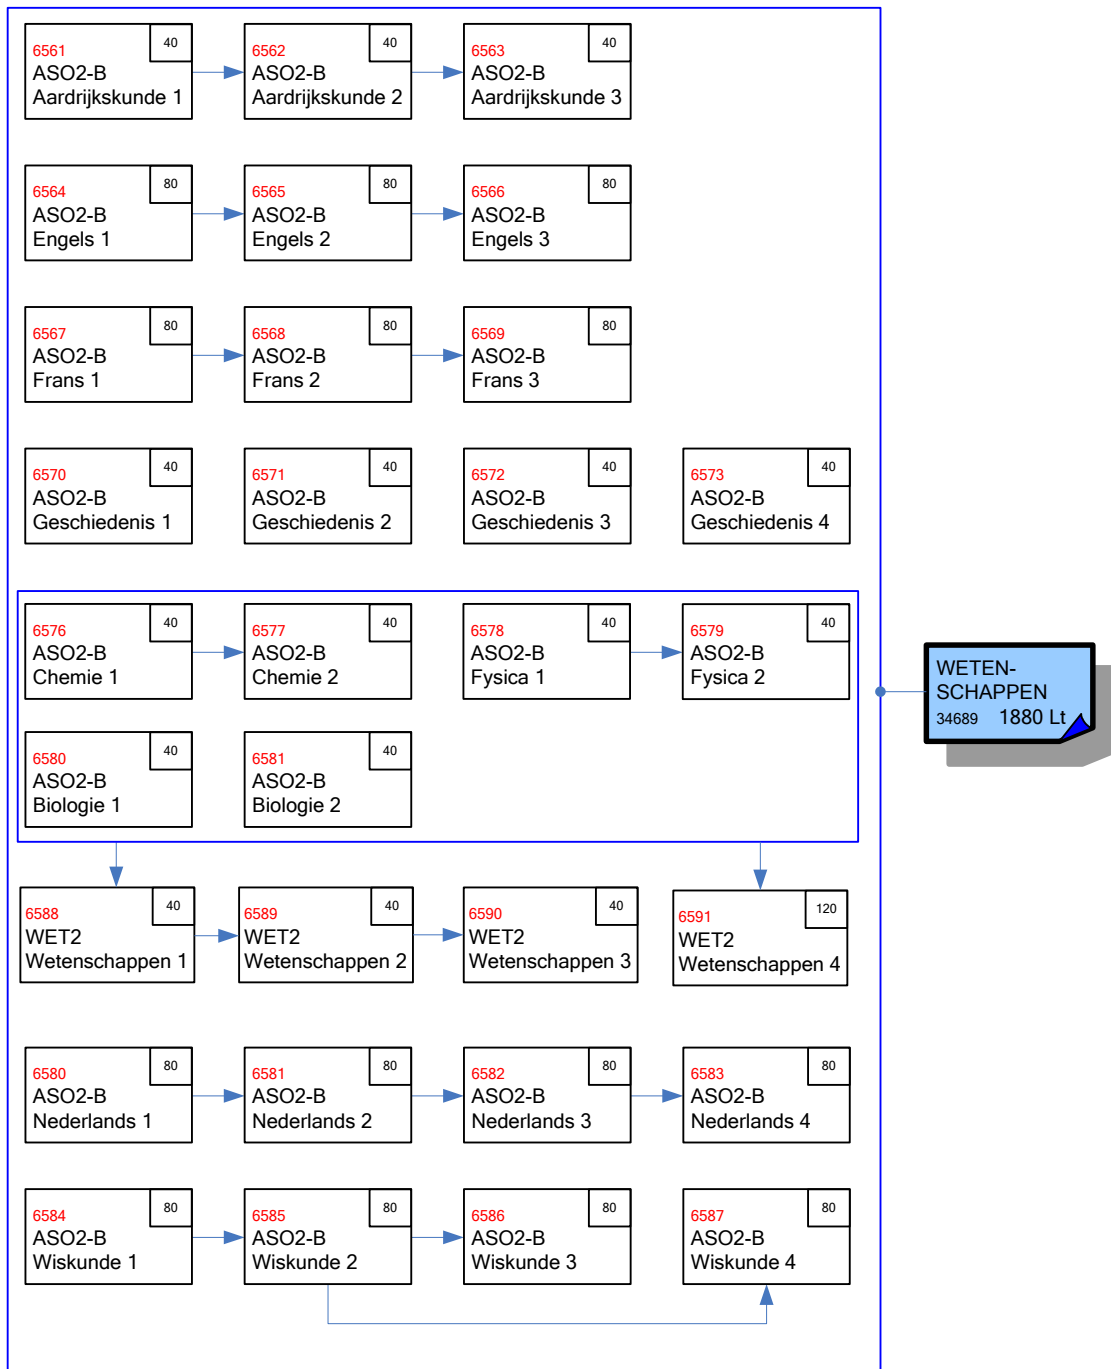 40
6561
ASO2-B
Aardrijkskunde 1
40
6562
ASO2-B
Aardrijkskunde 2
40
6563
ASO2-B
Aardrijkskunde 3
80
6564
ASO2-B
Engels 1
80
6565
ASO2-B
Engels 2
80
6566
ASO2-B
Engels 3
80
6567
ASO2-B
Frans 1
80
6568
ASO2-B
Frans 2
80
6569
ASO2-B
Frans 3
40
6570
ASO2-B
Geschiedenis 1
40
6571
ASO2-B
Geschiedenis 2
40
6572
ASO2-B
Geschiedenis 3
40
6573
ASO2-B
Geschiedenis 4
40
6576
ASO2-B
Chemie 1
40
6577
ASO2-B
Chemie 2
40
6578
ASO2-B
Fysica 1
40
6579
ASO2-B
Fysica 2
40
6580
ASO2-B
Biologie 1
40
6581
ASO2-B
Biologie 2
40
6588
WET2
Wetenschappen 1
40
6589
WET2
Wetenschappen 2
40
6590
WET2
Wetenschappen 3
120
6591
WET2
Wetenschappen 4
80
6580
ASO2-B
Nederlands 1
80
6581
ASO2-B
Nederlands 2
80
6582
ASO2-B
Nederlands 3
80
6583
ASO2-B
Nederlands 4
80
6584
ASO2-B
Wiskunde 1
80
6585
ASO2-B
Wiskunde 2
80
6586
ASO2-B
Wiskunde 3
80
6587
ASO2-B
Wiskunde 4
WETEN-
SCHAPPEN
34689 1880 Lt